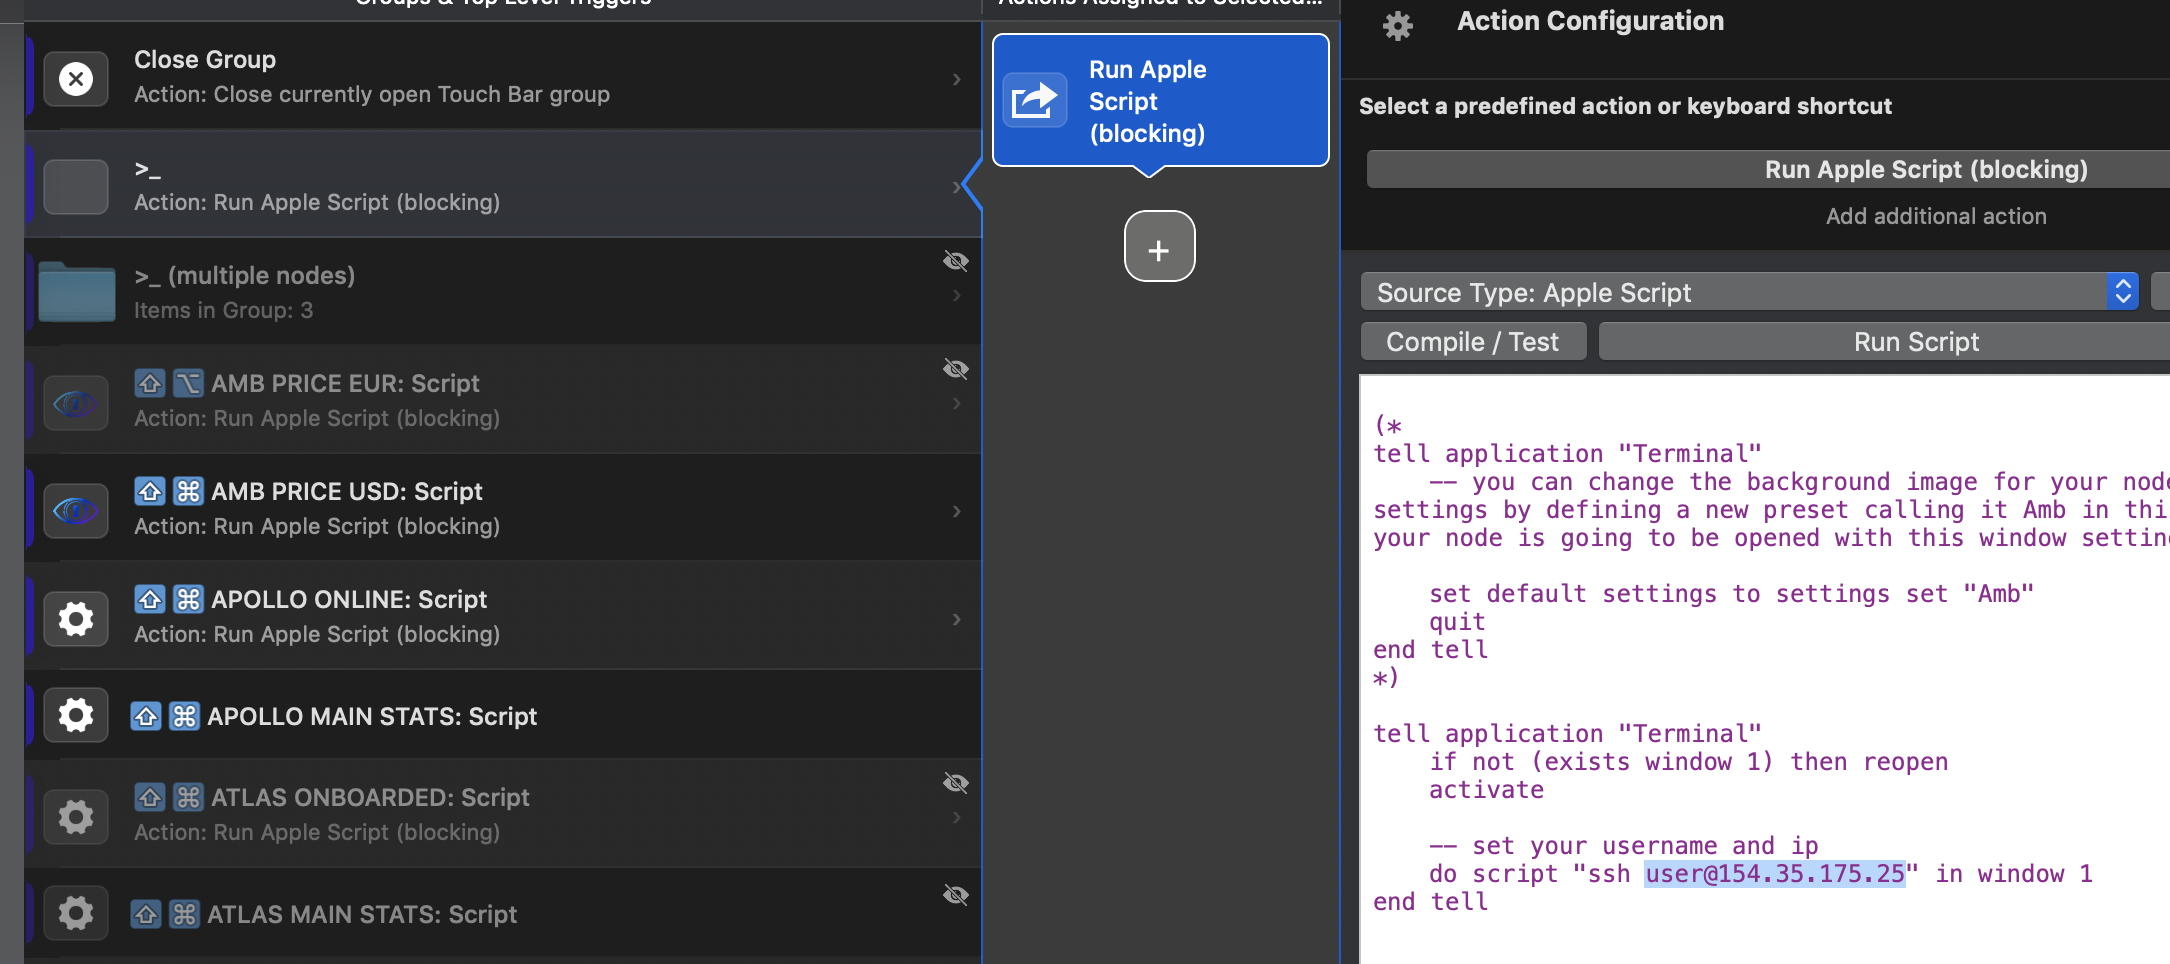 Groups & Top Level Triggers
Actions Assigned to Selected...
Close Group
Action: Close currently open Touch Bar group
>_
Action: Run Apple Script (blocking)
>_ (multiple nodes)
Items in Group: 3
AMB PRICE EUR: Script
Action: Run Apple Script (blocking)
AMB PRICE USD: Script
Action: Run Apple Script (blocking)
APOLLO ONLINE: Script
Action: Run Apple Script (blocking)
APOLLO MAIN STATS: Script
ATLAS ONBOARDED: Script
Action: Run Apple Script (blocking)
ATLAS MAIN STATS: Script
Run Apple
Script
(blocking)
+
Action Configuration
Select a predefined action or keyboard shortcut
Run Apple Script (blocking)
Add additional action
Source Type: Apple Script
Compile / Test
Run Script
(*
tell application "Terminal"
-- you can change the background image for your node
settings by defining a new preset calling it Amb in thi
your node is going to be opened with this window settin
set default settings to settings set "Amb"
quit
end tell
*)
tell application "Terminal"
if not (exists window 1) then reopen
activate
-- set your username and ip
do script "ssh user@154.35.175.25" in window 1
end tell